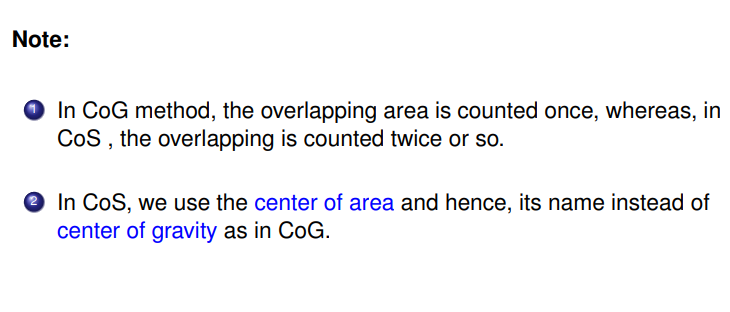 Note:
1 In CoG method, the overlapping area is counted once, whereas, in
CoS , the overlapping is counted twice or so.
2 In CoS, we use the center of area and hence, its name instead of
center of gravity as in CoG.